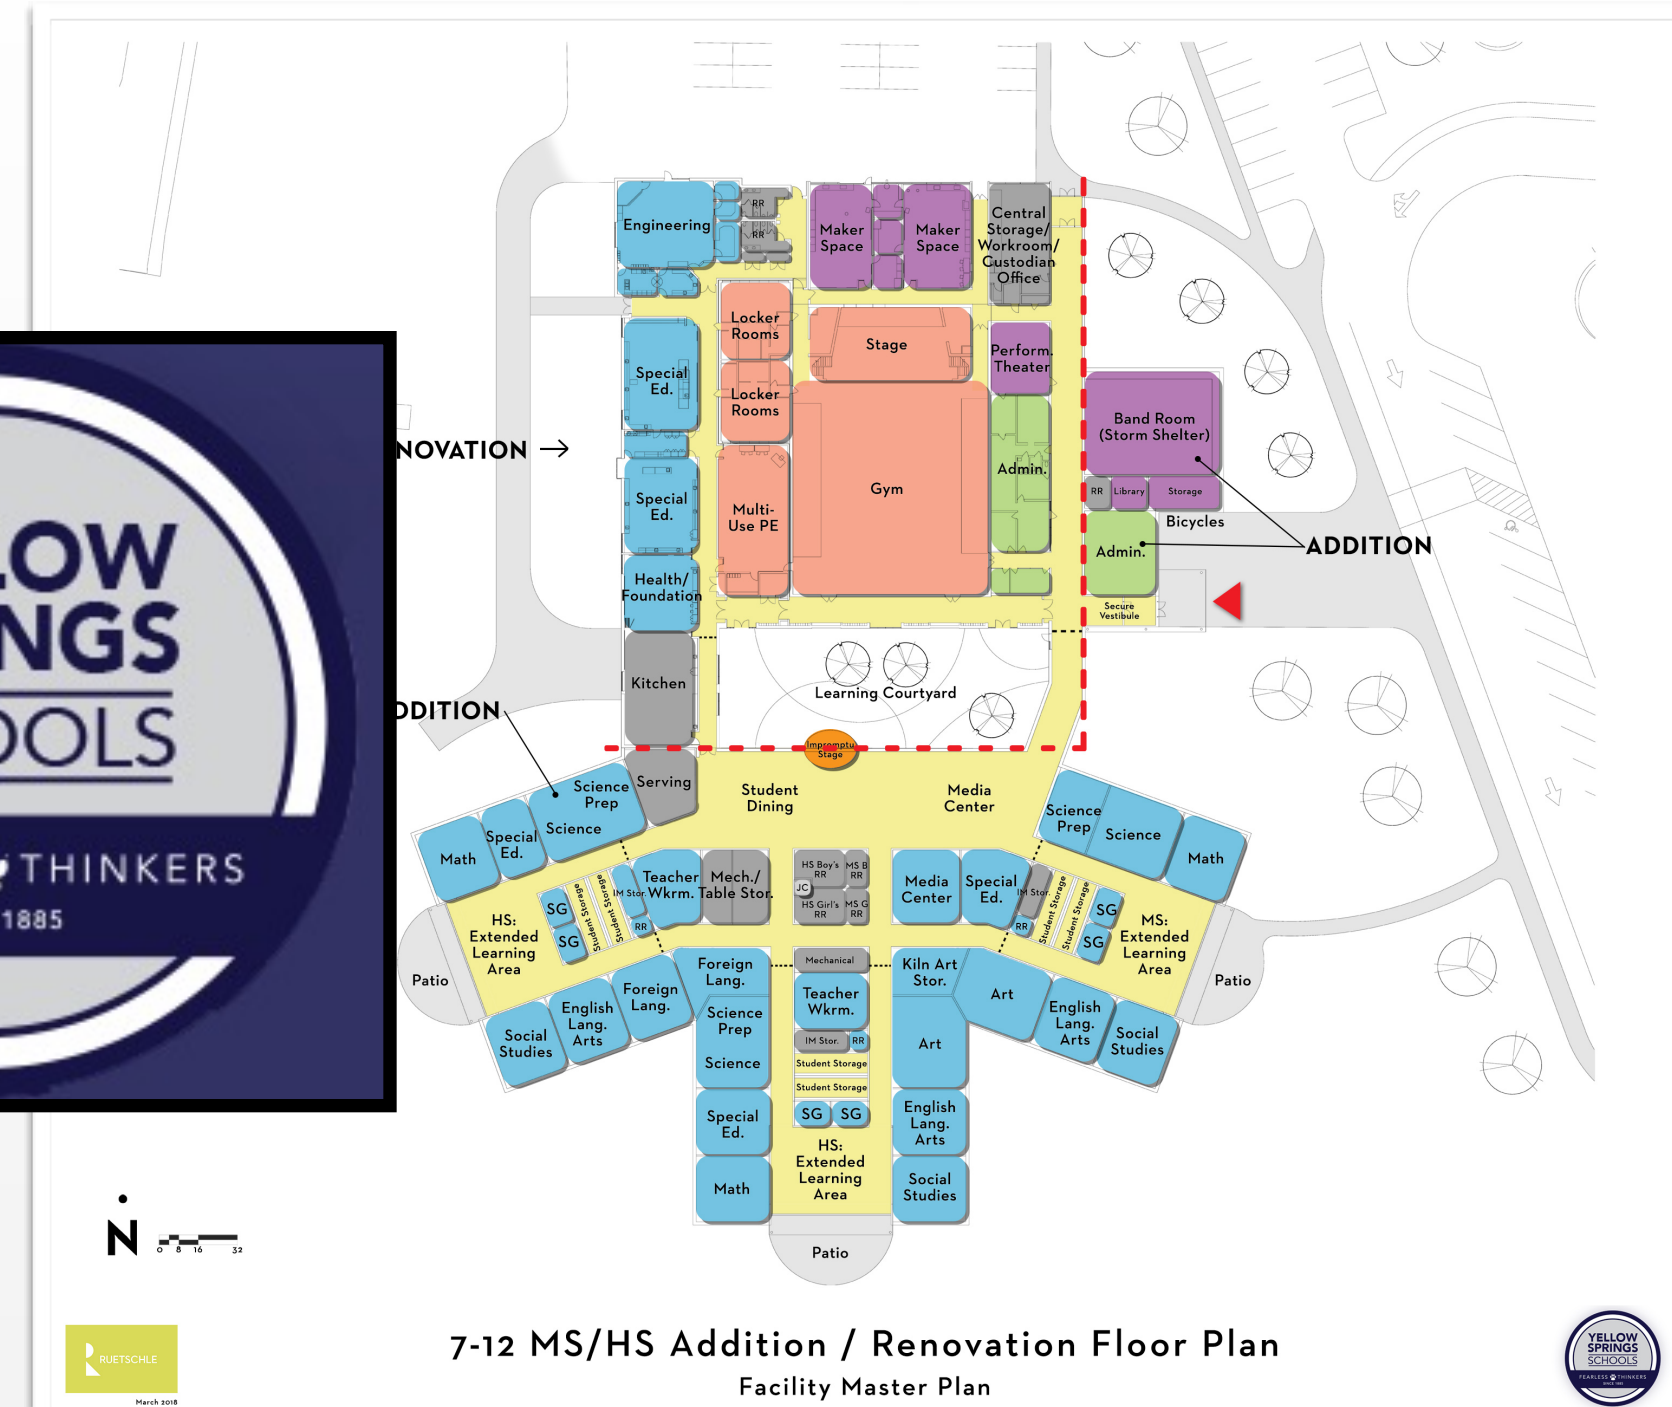 Engineering
RR
RR
Maker
Space
Maker
Space
Central
Storage/
Workroom/
Custodian
Office
Locker
Rooms
Stage
Perform.
Theater
Special
Ed.
Locker
Rooms
Band Room
(Storm Shelter)
NOVATION
Admin.
Gym
RR
Library
Storage
Special
Ed.
Multi-
Use PE
Bicycles
Admin.
ADDITION
Health/
Foundation
Secure
Vestibule
Kitchen
Learning Courtyard
DDITION
Impromptu
Stage
Serving
Student
Dining
Media
Center
Science
Prep
Science
Special
Ed.
Math
Science
Prep
Science
Math
Teacher
Wkrm.
Mech./
Table Stor.
HS Boy's
RR
MS B
RR
JC
HS Girl's
RR
MS G
RR
Media
Center
Special
Ed.
IM Stor.
RR
Student Storage
Student Storage
SG
SG
HS:
Extended
Learning
Area
Patio
IM Stor.
RR
Student Storage
Student Storage
SG
SG
MS:
Extended
Learning
Area
Patio
Social
Studies
English
Lang.
Arts
Foreign
Lang.
Foreign
Lang.
Science
Prep
Science
Mechanical
Teacher
Wkrm.
IM Stor.
RR
Student Storage
Student Storage
SG
SG
Kiln Art
Stor.
Art
Art
English
Lang.
Arts
Social
Studies
Special
Ed.
Math
HS:
Extended
Learning
Area
English
Lang.
Arts
Social
Studies
Patio
LOW
NGS
OOLS
THINKERS
1885
N
0 8 16 32
RUETSCHLE
March 2018
7-12 MS/HS Addition / Renovation Floor Plan
Facility Master Plan
YELLOW
SPRINGS
SCHOOLS
FEARLESS THINKERS
SINCE 1885